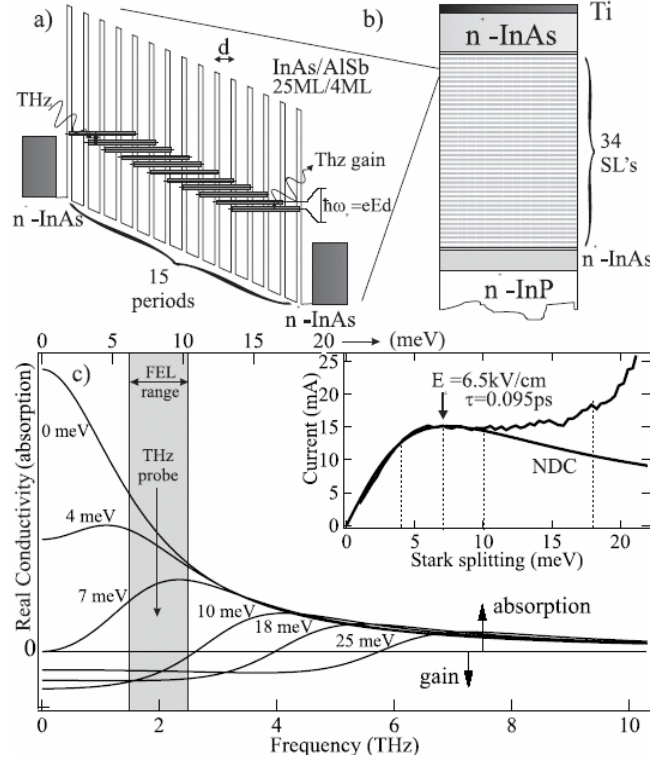 a)
d
InAs/AlSb
25ML/4ML
THz
Thz gain
ħω =eEd
n -InAs
15
periods
n -InAs
b)
Ti
n -InAs
34
SL's
n -InAs
n -InP
0 5 10 15 20 (meV)
c)
FEL
range
THz
probe
0 meV
4 meV
7 meV
10 meV
18 meV
25 meV
Real Conductivity (absorption)
0
absorption
gain
0 2 4 6 8 10
Frequency (THz)
E =6.5kV/cm
τ=0.095ps
NDC
Current (mA)
25
20
15
10
5
0
0 5 10 15 20
Stark splitting (meV)